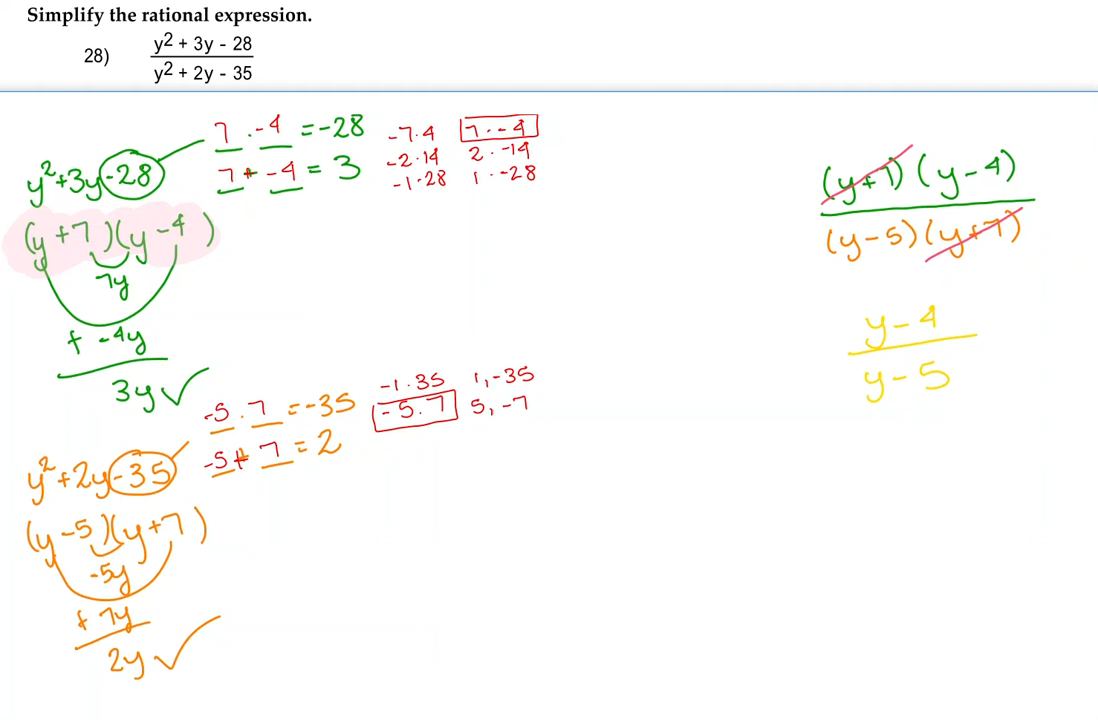 Simplify the rational expression.
28) y² + 3y - 28
y² + 2y - 35
7 · -4 = -28
7 + -4 = 3
-7·4 7·-4
-2·14 2·-14
-1·28 1·-28
y²+3y-28
(y+7)(y-4)
7y
+ -4y
3y ✓
-5 · 7 = -35
-5 + 7 = 2
-1·35 1,-35
-5·7 5,-7
y²+2y-35
(y-5)(y+7)
-5y
+ 7y
2y ✓
(y+7)(y-4)
(y-5)(y+7)
y-4
y-5